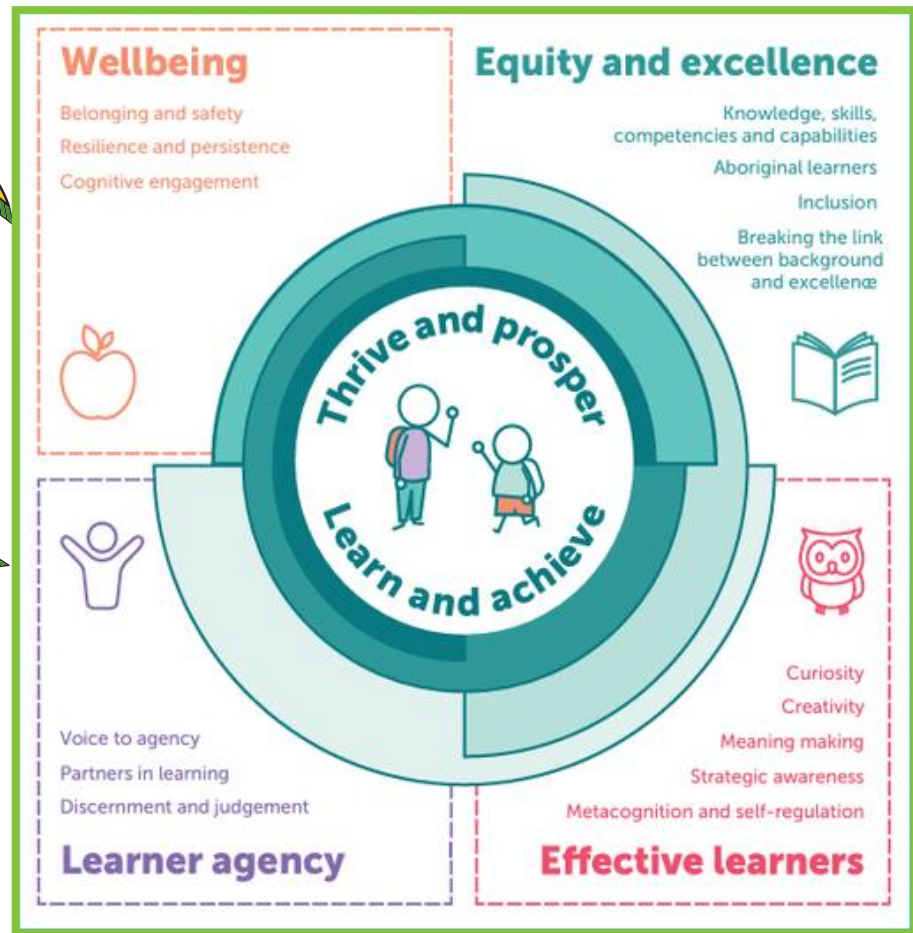 Wellbeing
Belonging and safety
Resilience and persistence
Cognitive engagement
Equity and excellence
Knowledge, skills,
competencies and capabilities
Aboriginal learners
Inclusion
Breaking the link
between background
and excellence
Thrive and prosper
Learn and achieve
Voice to agency
Partners in learning
Discernment and judgement
Learner agency
Curiosity
Creativity
Meaning making
Strategic awareness
Metacognition and self-regulation
Effective learners